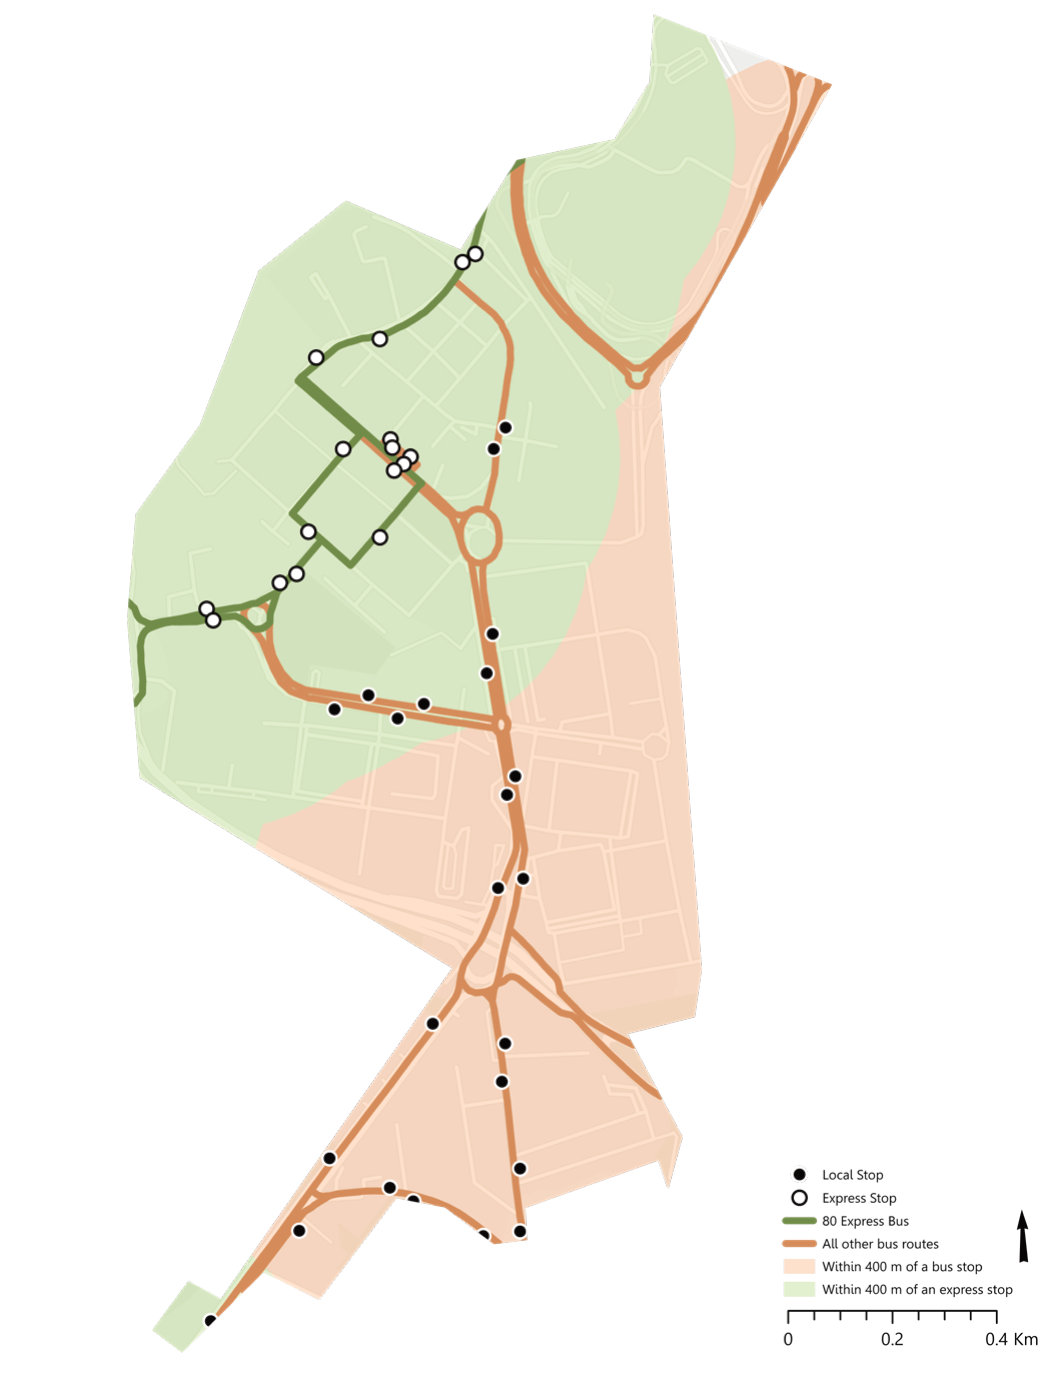 Local Stop
Express Stop
80 Express Bus
All other bus routes
Within 400 m of a bus stop
Within 400 m of an express stop
0 0.2 0.4 Km